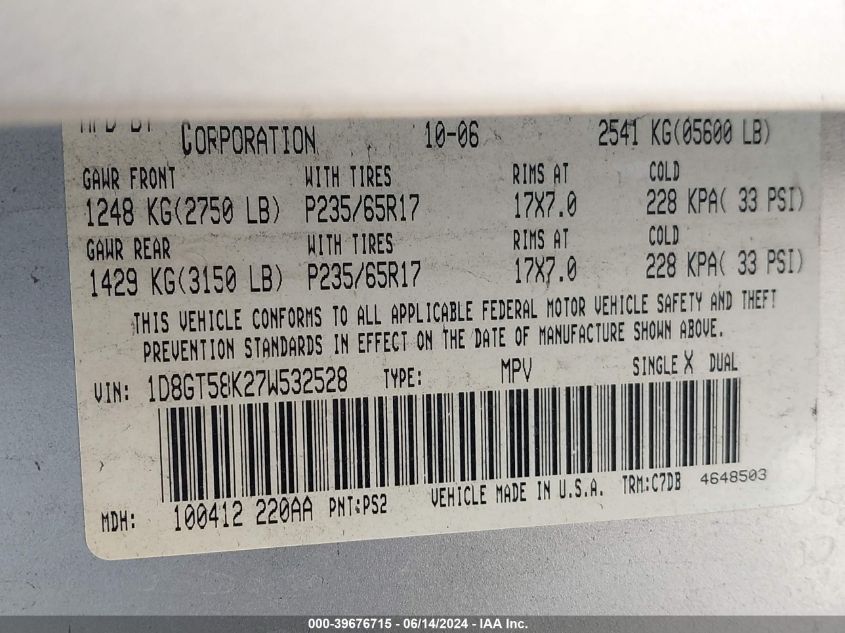 MFD BY
CORPORATION 10-06 2541 KG(05600 LB)
GAWR FRONT WITH TIRES RIMS AT COLD
1248 KG(2750 LB) P235/65R17 17X7.0 228 KPA( 33 PSI)
GAWR REAR WITH TIRES RIMS AT COLD
1429 KG(3150 LB) P235/65R17 17X7.0 228 KPA( 33 PSI)
THIS VEHICLE CONFORMS TO ALL APPLICABLE FEDERAL MOTOR VEHICLE SAFETY AND THEFT
PREVENTION STANDARDS IN EFFECT ON THE DATE OF MANUFACTURE SHOWN ABOVE.
VIN: 1D8GT58K27W532528 TYPE: MPV SINGLE X DUAL
MDH: 100412 220AA PNT:PS2 VEHICLE MADE IN U.S.A. TRM:C7DB 4648503
000-39676715 - 06/14/2024 - IAA Inc.